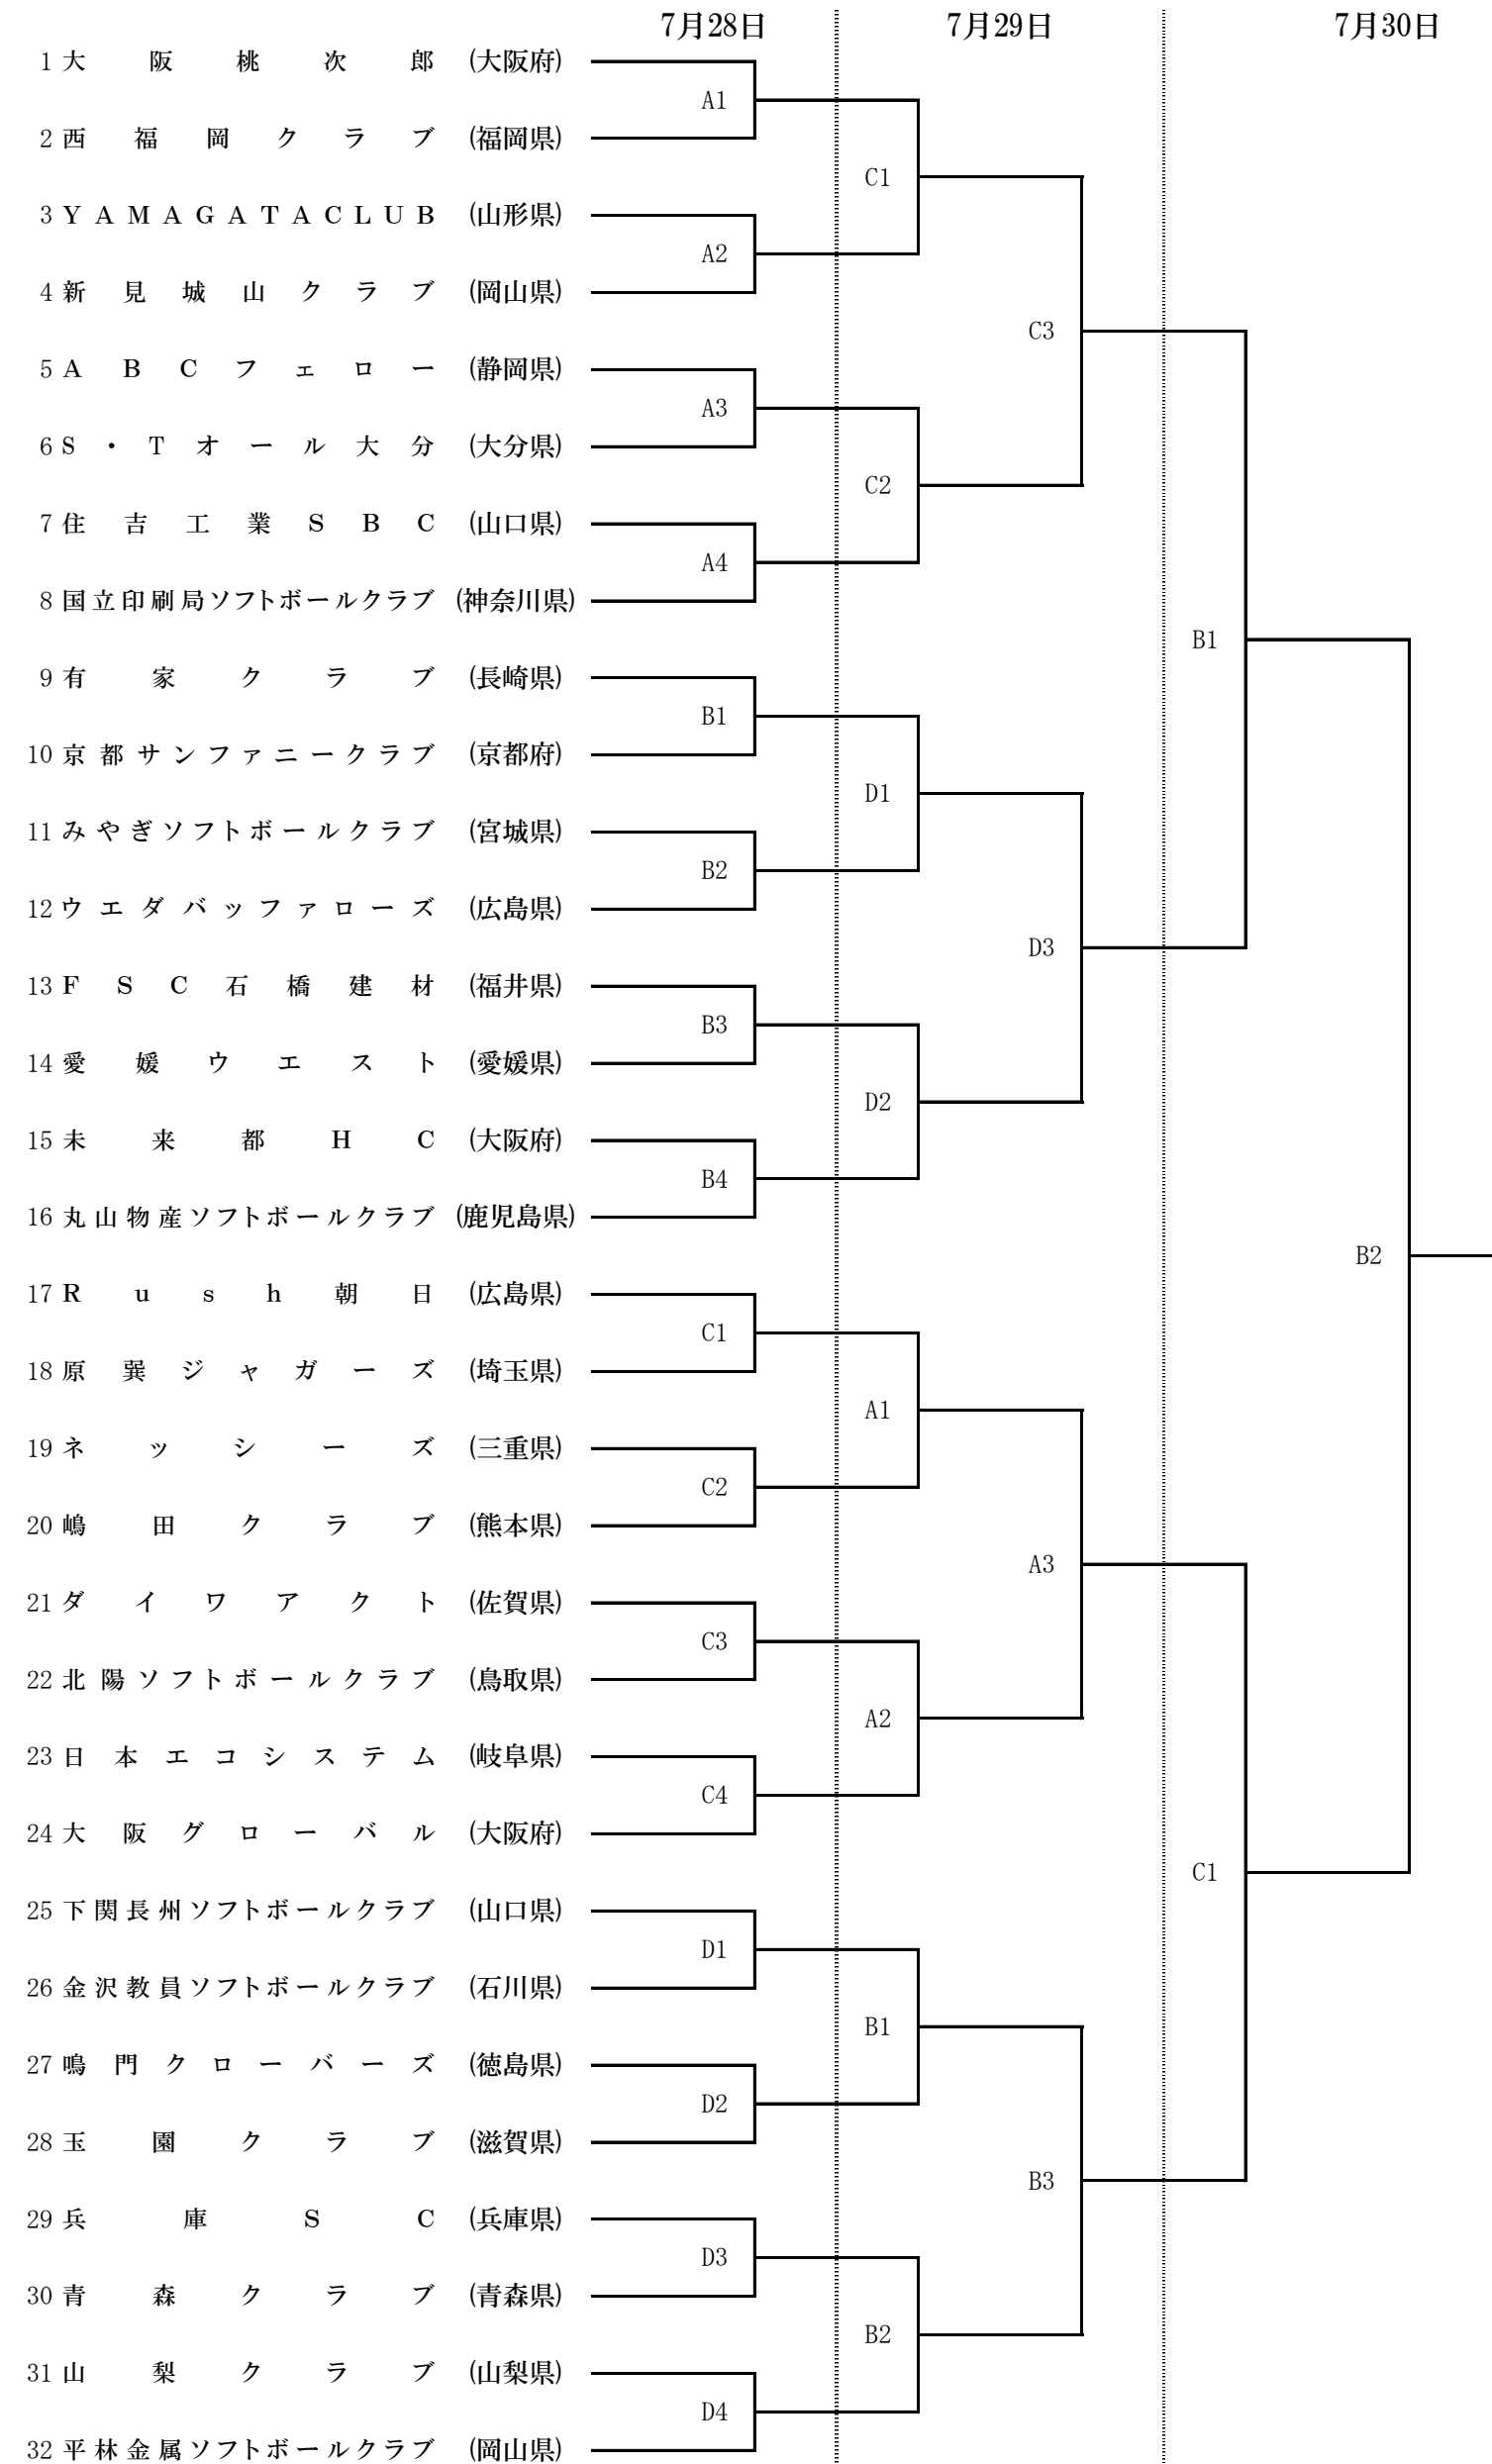 7月28日 7月29日 7月30日
1 大阪桃次郎 (大阪府)
A1
2 西福岡クラブ (福岡県)
C1
3 YAMAGATACLUB (山形県)
A2
4 新見城山クラブ (岡山県)
C3
5 ABCフェロー (静岡県)
A3
6 S・Tオール大分 (大分県)
C2
7 住吉工業SBC (山口県)
A4
8 国立印刷局ソフトボールクラブ (神奈川県)
B1
9 有家クラブ (長崎県)
B1
10 京都サンファニークラブ (京都府)
D1
11 みやぎソフトボールクラブ (宮城県)
B2
12 ウエダバッファローズ (広島県)
D3
13 FSC石橋建材 (福井県)
B3
14 愛媛ウエスト (愛媛県)
D2
15 未来都HC (大阪府)
B4
16 丸山物産ソフトボールクラブ (鹿児島県)
B2
17 Rush朝日 (広島県)
C1
18 原巽ジャガーズ (埼玉県)
A1
19 ネッシーズ (三重県)
C2
20 嶋田クラブ (熊本県)
A3
21 ダイワアクト (佐賀県)
C3
22 北陽ソフトボールクラブ (鳥取県)
A2
23 日本エコシステム (岐阜県)
C4
24 大阪グローバル (大阪府)
C1
25 下関長州ソフトボールクラブ (山口県)
D1
26 金沢教員ソフトボールクラブ (石川県)
B1
27 鳴門クローバーズ (徳島県)
D2
28 玉園クラブ (滋賀県)
B3
29 兵庫SC (兵庫県)
D3
30 青森クラブ (青森県)
B2
31 山梨クラブ (山梨県)
D4
32 平林金属ソフトボールクラブ (岡山県)